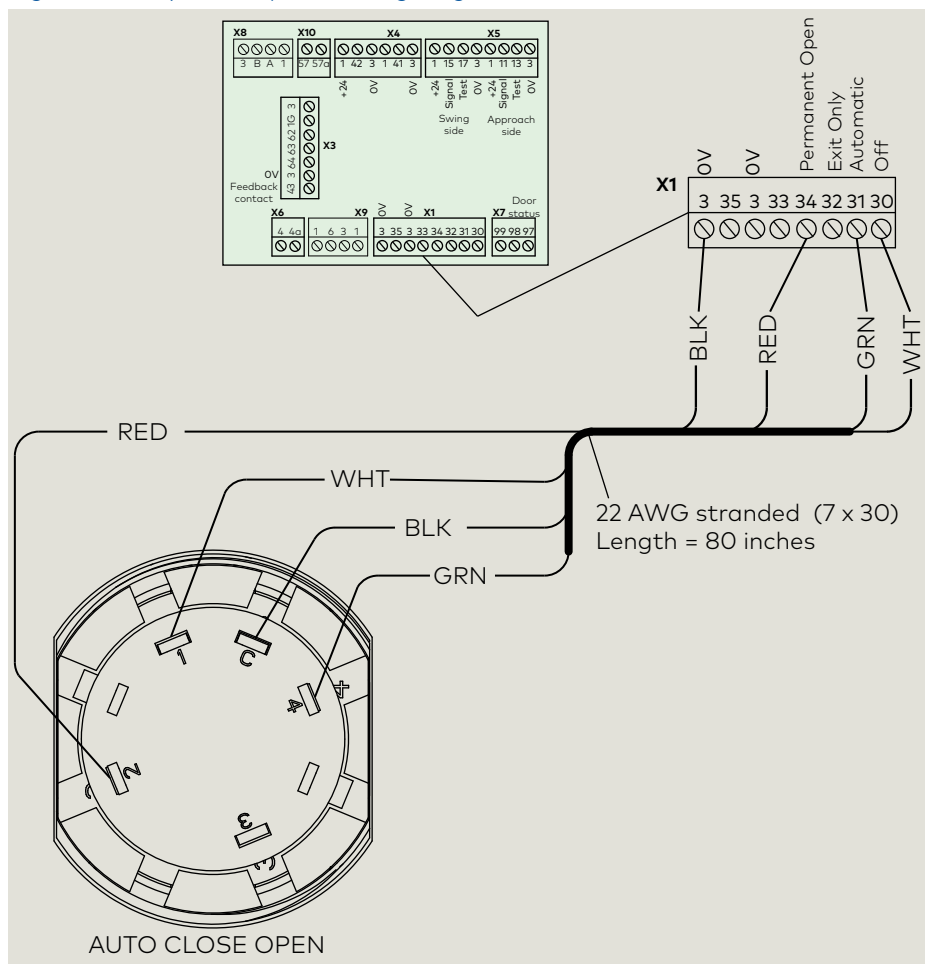 X8 X10 X4 X5
3 B A 1 57 57a 1 42 3 1 41 3 1 15 17 3 1 11 13 3
+24 0V 0V +24 Signal Test 0V +24 Signal Test 0V
Swing side
Approach side
3
1G
62
63
64
3
43
X3
0V
Feedback
contact
X6 X9 0V 0V X1 X7 Door status
4 4a 1 6 3 1 3 35 3 33 34 32 31 30 99 98 97
0V 0V Permanent Open Exit Only Automatic Off
X1
3 35 3 33 34 32 31 30
BLK RED GRN WHT
RED
WHT
BLK
GRN
22 AWG stranded (7 x 30)
Length = 80 inches
1 C
4 4
2
3
AUTO CLOSE OPEN